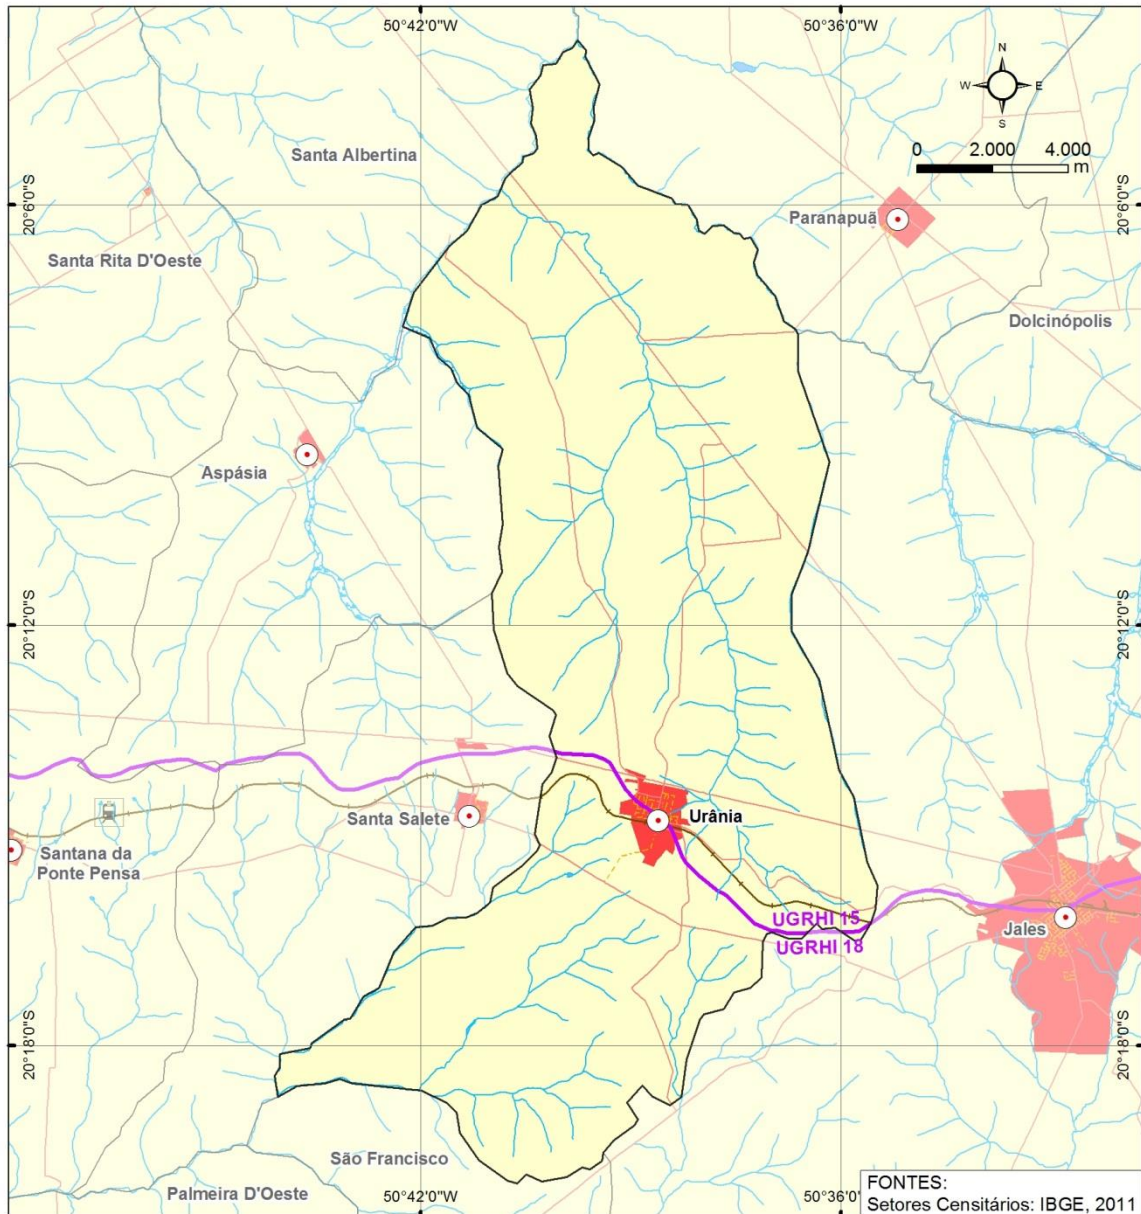 50°42'0"W
50°36'0"W
N
W
E
S
0 2.000 4.000
m
Santa Albertina
20°6'0"S
20°6'0"S
Paranapuã
Santa Rita D'Oeste
Dolcinópolis
Aspásia
20°12'0"S
20°12'0"S
Santa Salete
Urânia
Santana da
Ponte Pensa
UGRHI 15
Jales
UGRHI 18
20°18'0"S
20°18'0"S
São Francisco
Palmeira D'Oeste
50°42'0"W
50°36'0"W
FONTES:
Setores Censitários: IBGE, 2011